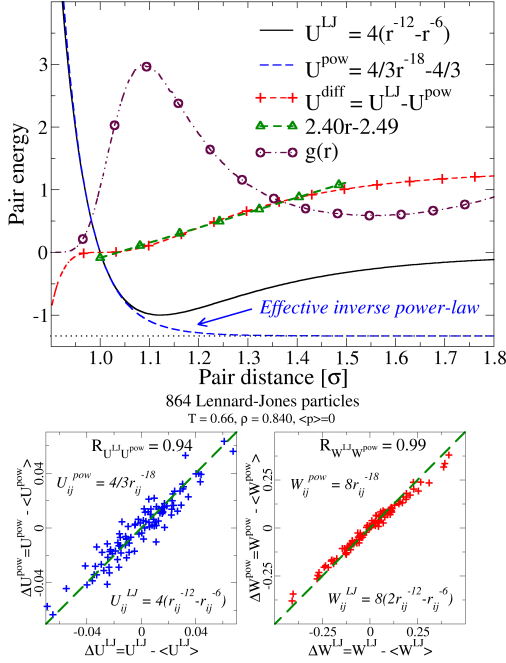 U^LJ = 4(r^-12-r^-6)
U^pow= 4/3r^-18-4/3
U^diff= U^LJ-U^pow
2.40r-2.49
g(r)
3
2
1
0
-1
Pair energy
Effective inverse power-law
1.0 1.1 1.2 1.3 1.4 1.5 1.6 1.7 1.8
Pair distance [σ]
864 Lennard-Jones particles
T = 0.66, ρ = 0.840, <p>=0
R_U^LJ U^pow = 0.94
U_ij^pow = 4/3r_ij^-18
U_ij^LJ = 4(r_ij^-12-r_ij^-6)
0.04
0
-0.04
ΔU^pow=U^pow - <U^pow>
-0.04 0 0.04
ΔU^LJ=U^LJ - <U^LJ>
R_W^LJ W^pow = 0.99
W_ij^pow = 8r_ij^-18
W_ij^LJ = 8(2r_ij^-12-r_ij^-6)
0.25
0
-0.25
ΔW^pow=W^pow - <W^pow>
-0.25 0 0.25
ΔW^LJ=W^LJ - <W^LJ>